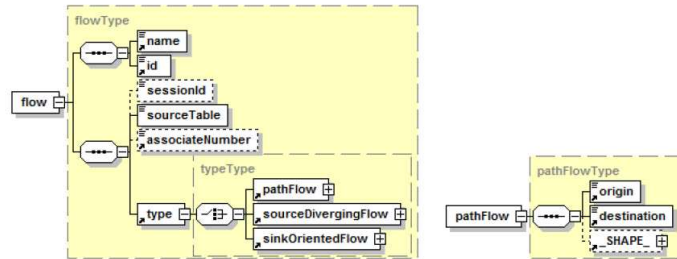 flowType
name
id
flow
sessionId
sourceTable
associateNumber
typeType
pathFlow
type
sourceDivergingFlow
sinkOrientedFlow
pathFlowType
origin
pathFlow
destination
_SHAPE_